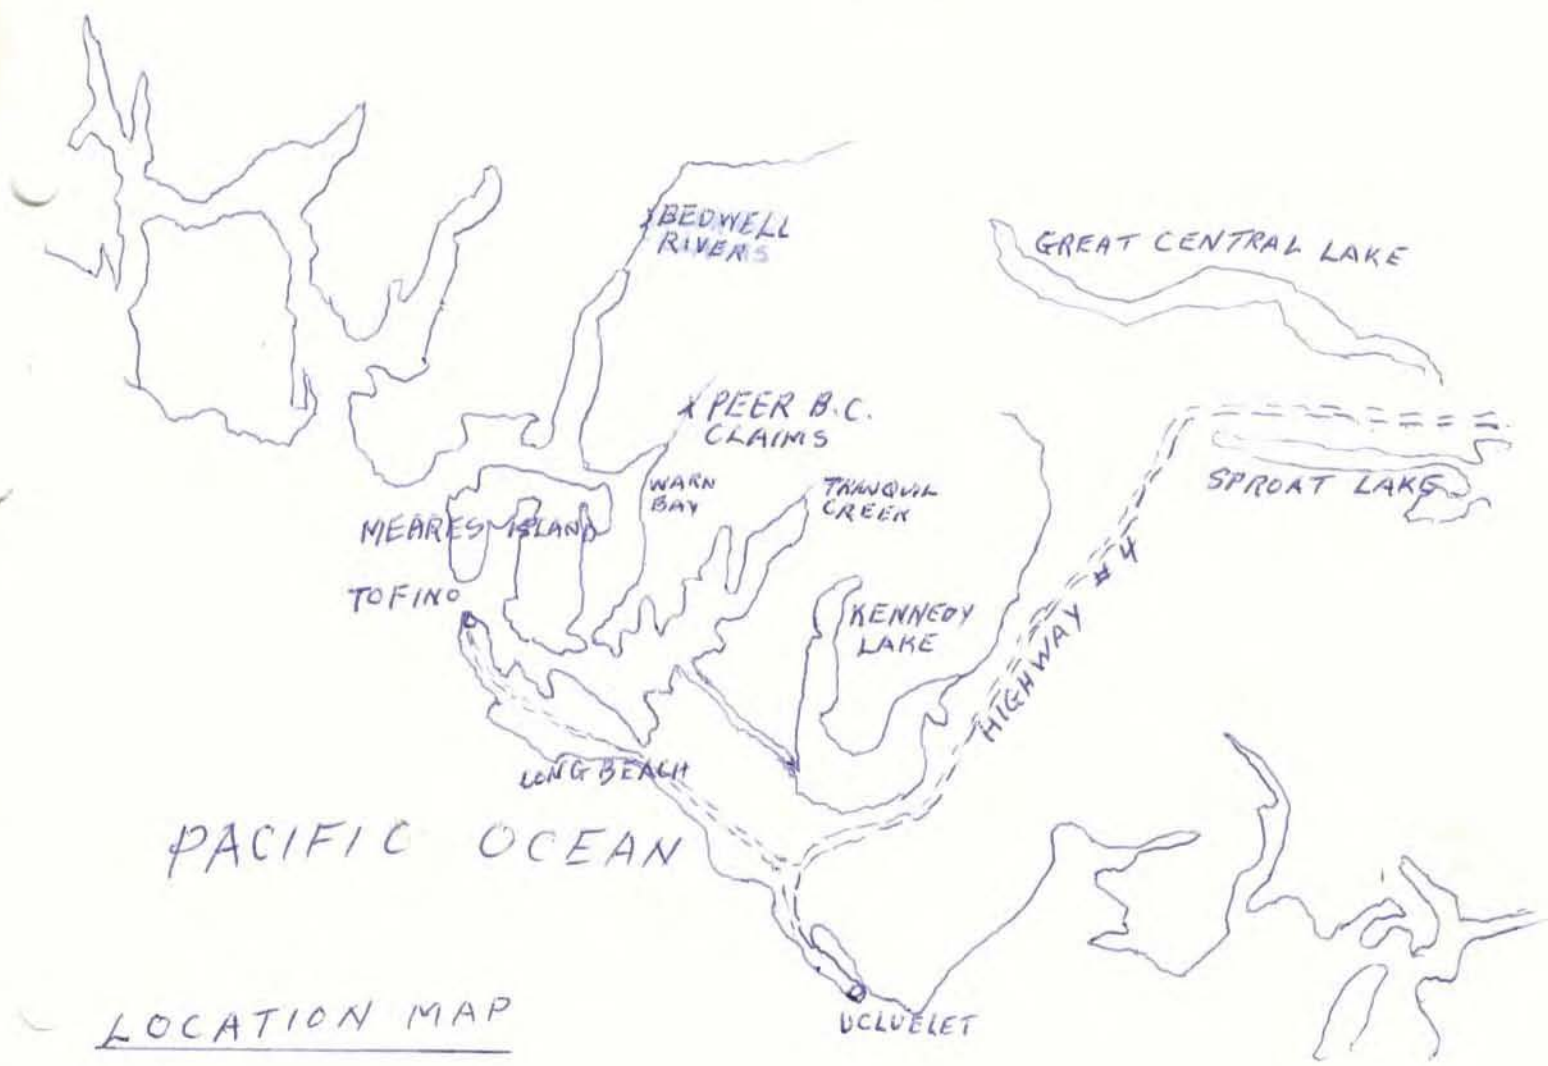 BEDWELL
RIVERS
GREAT CENTRAL LAKE
PEER B.C.
CLAIMS
SPROAT LAKE
WARN
BAY
TRANQUIL
CREEK
MEARES ISLAND
HIGHWAY #4
TOFINO
KENNEDY
LAKE
LONG BEACH
PACIFIC OCEAN
LOCATION MAP
UCLUELET